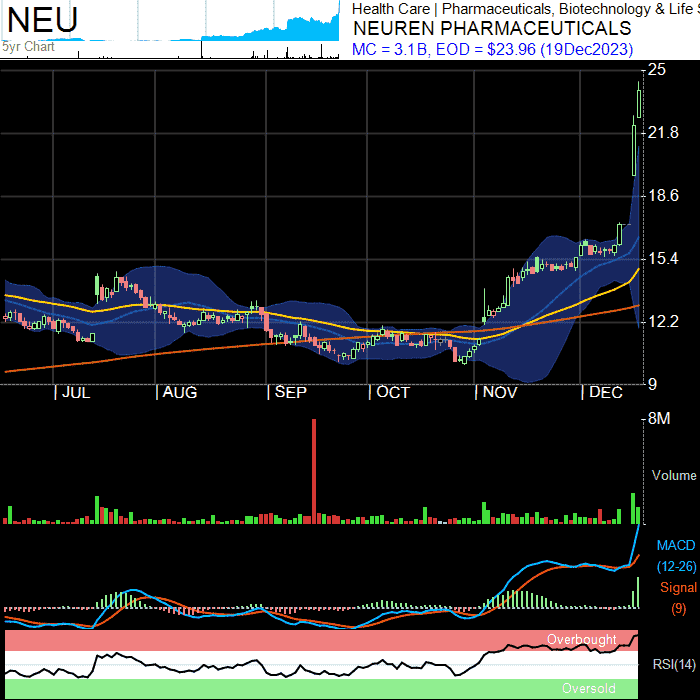 NEU
5yr Chart
Health Care | Pharmaceuticals, Biotechnology & Life S
NEUREN PHARMACEUTICALS
MC = 3.1B, EOD = $23.96 (19Dec2023)
25
21.8
18.6
15.4
12.2
9
| JUL | AUG | SEP | OCT | NOV | DEC
8M
Volume
MACD
(12-26)
Signal
(9)
Overbought
RSI(14)
Oversold